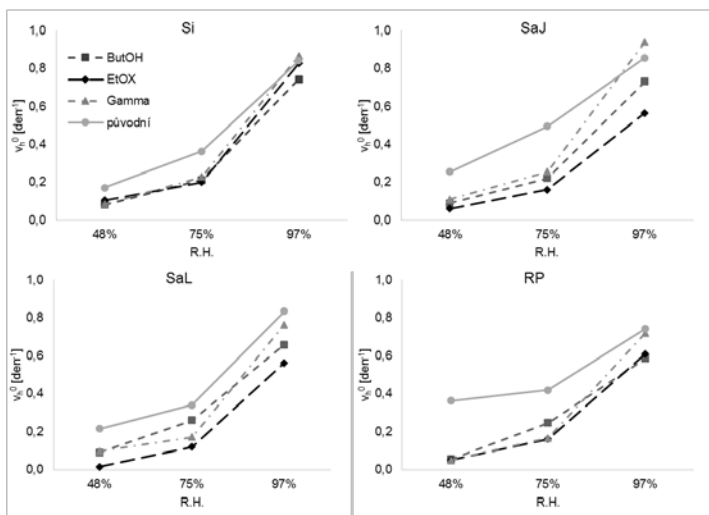 Si
1,0
0,8
0,6
0,4
0,2
0,0
v_h^0 [den^-1]
ButOH
EtOX
Gamma
původní
48% 75% 97%
R.H.
SaJ
1,0
0,8
0,6
0,4
0,2
0,0
v_h^0 [den^-1]
48% 75% 97%
R.H.
SaL
1,0
0,8
0,6
0,4
0,2
0,0
v_h^0 [den^-1]
48% 75% 97%
R.H.
RP
1,0
0,8
0,6
0,4
0,2
0,0
v_h^0 [den^-1]
48% 75% 97%
R.H.